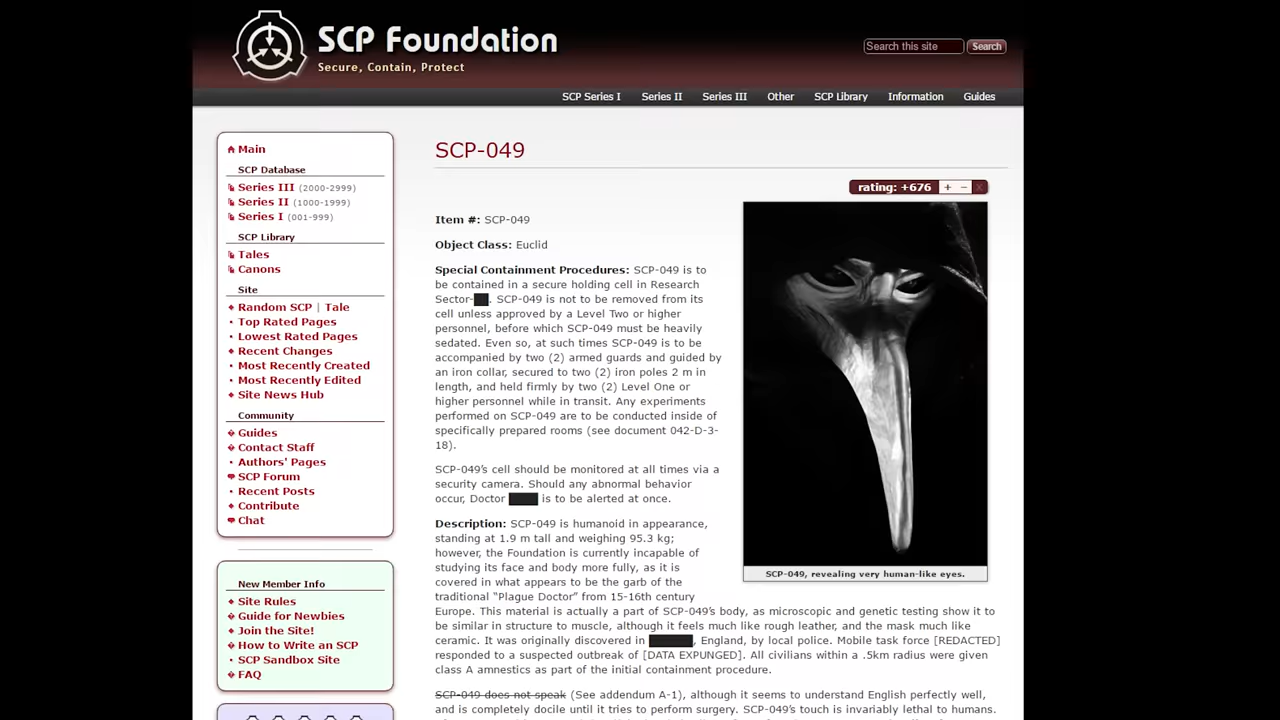 SCP Foundation
Secure, Contain, Protect
Search this site
Search
SCP Series I
Series II
Series III
Other
SCP Library
Information
Guides
Main
SCP Database
Series III (2000-2999)
Series II (1000-1999)
Series I (001-999)
SCP Library
Tales
Canons
Site
Random SCP | Tale
Top Rated Pages
Lowest Rated Pages
Recent Changes
Most Recently Created
Most Recently Edited
Site News Hub
Community
Guides
Contact Staff
Authors' Pages
SCP Forum
Recent Posts
Contribute
Chat
New Member Info
Site Rules
Guide for Newbies
Join the Site!
How to Write an SCP
SCP Sandbox Site
FAQ
SCP-049
rating: +676 + − X
Item #: SCP-049
Object Class: Euclid
Special Containment Procedures: SCP-049 is to
be contained in a secure holding cell in Research
Sector-██. SCP-049 is not to be removed from its
cell unless approved by a Level Two or higher
personnel, before which SCP-049 must be heavily
sedated. Even so, at such times SCP-049 is to be
accompanied by two (2) armed guards and guided by
an iron collar, secured to two (2) iron poles 2 m in
length, and held firmly by two (2) Level One or
higher personnel while in transit. Any experiments
performed on SCP-049 are to be conducted inside of
specifically prepared rooms (see document 042-D-3-
18).
SCP-049's cell should be monitored at all times via a
security camera. Should any abnormal behavior
occur, Doctor ████ is to be alerted at once.
Description: SCP-049 is humanoid in appearance,
standing at 1.9 m tall and weighing 95.3 kg;
however, the Foundation is currently incapable of
studying its face and body more fully, as it is
covered in what appears to be the garb of the
traditional "Plague Doctor" from 15-16th century
Europe. This material is actually a part of SCP-049's body, as microscopic and genetic testing show it to
be similar in structure to muscle, although it feels much like rough leather, and the mask much like
ceramic. It was originally discovered in ██████, England, by local police. Mobile task force [REDACTED]
responded to a suspected outbreak of [DATA EXPUNGED]. All civilians within a .5km radius were given
class A amnestics as part of the initial containment procedure.
SCP-049 does not speak (See addendum A-1), although it seems to understand English perfectly well,
and is completely docile until it tries to perform surgery. SCP-049's touch is invariably lethal to humans.
SCP-049, revealing very human-like eyes.